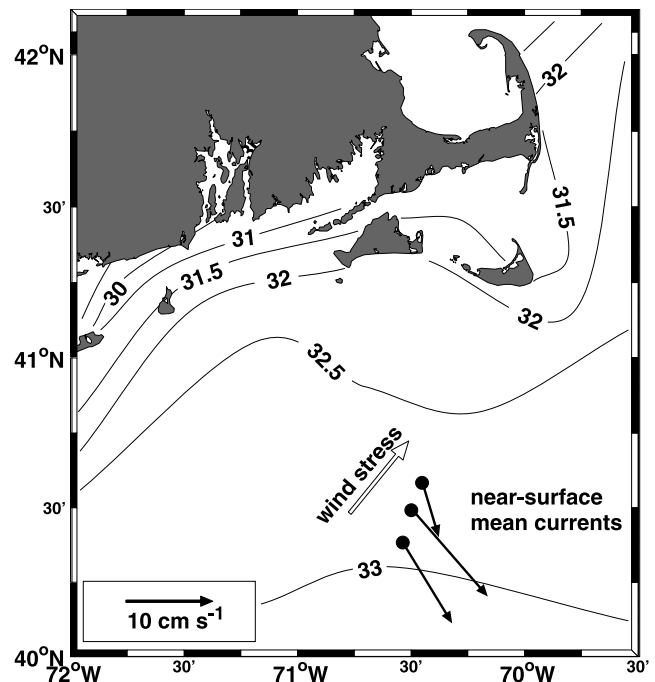 42°N
32
30'
31.5
31
31.5
30
32
32
41°N
32.5
wind stress
30'
near-surface
mean currents
33
10 cm s⁻¹
40°N
72°W
30'
71°W
30'
70°W
30'